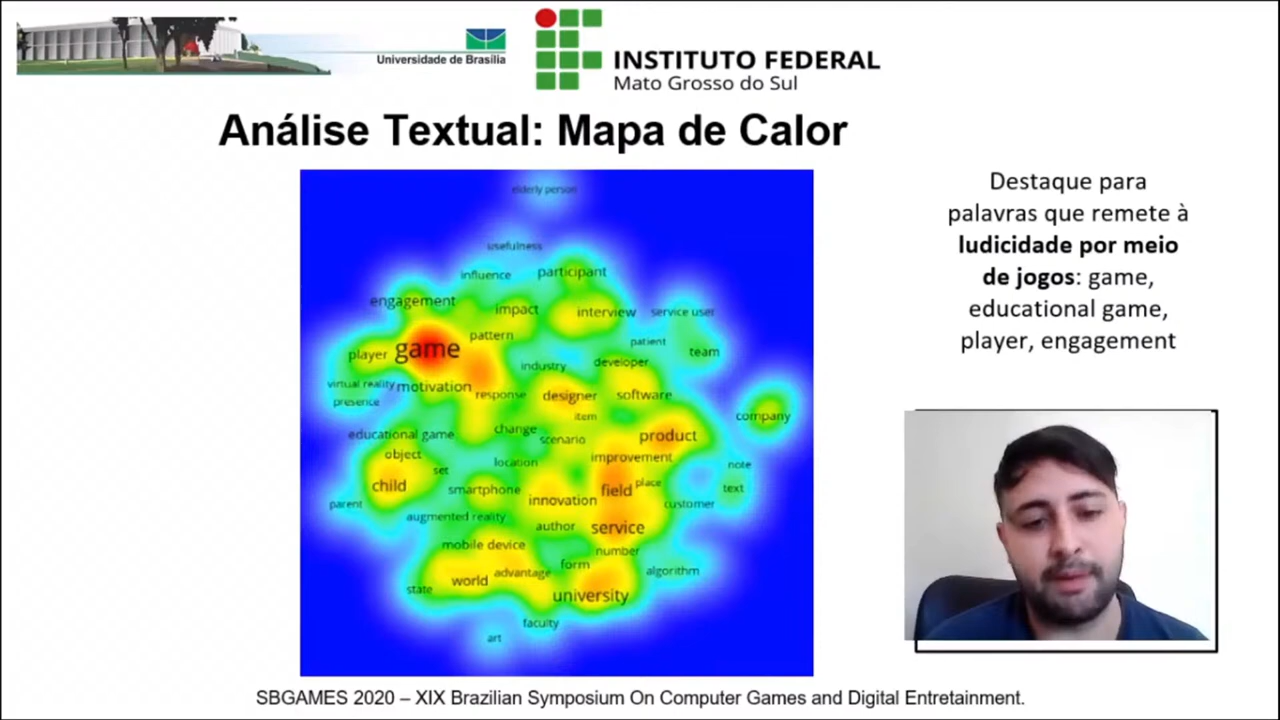 Universidade de Brasília
INSTITUTO FEDERAL
Mato Grosso do Sul
Análise Textual: Mapa de Calor
elderly person
usefulness
influence
participant
engagement
impact
interview
service user
pattern
patient
player
game
team
industry
developer
virtual reality
motivation
presence
response
designer
software
item
company
educational game
change
scenario
product
object
set
location
improvement
note
child
smartphone
innovation
field
place
text
parent
customer
augmented reality
author
service
mobile device
number
form
state
world
advantage
algorithm
university
faculty
art
Destaque para
palavras que remete à
ludicidade por meio
de jogos: game,
educational game,
player, engagement
SBGAMES 2020 – XIX Brazilian Symposium On Computer Games and Digital Entretainment.